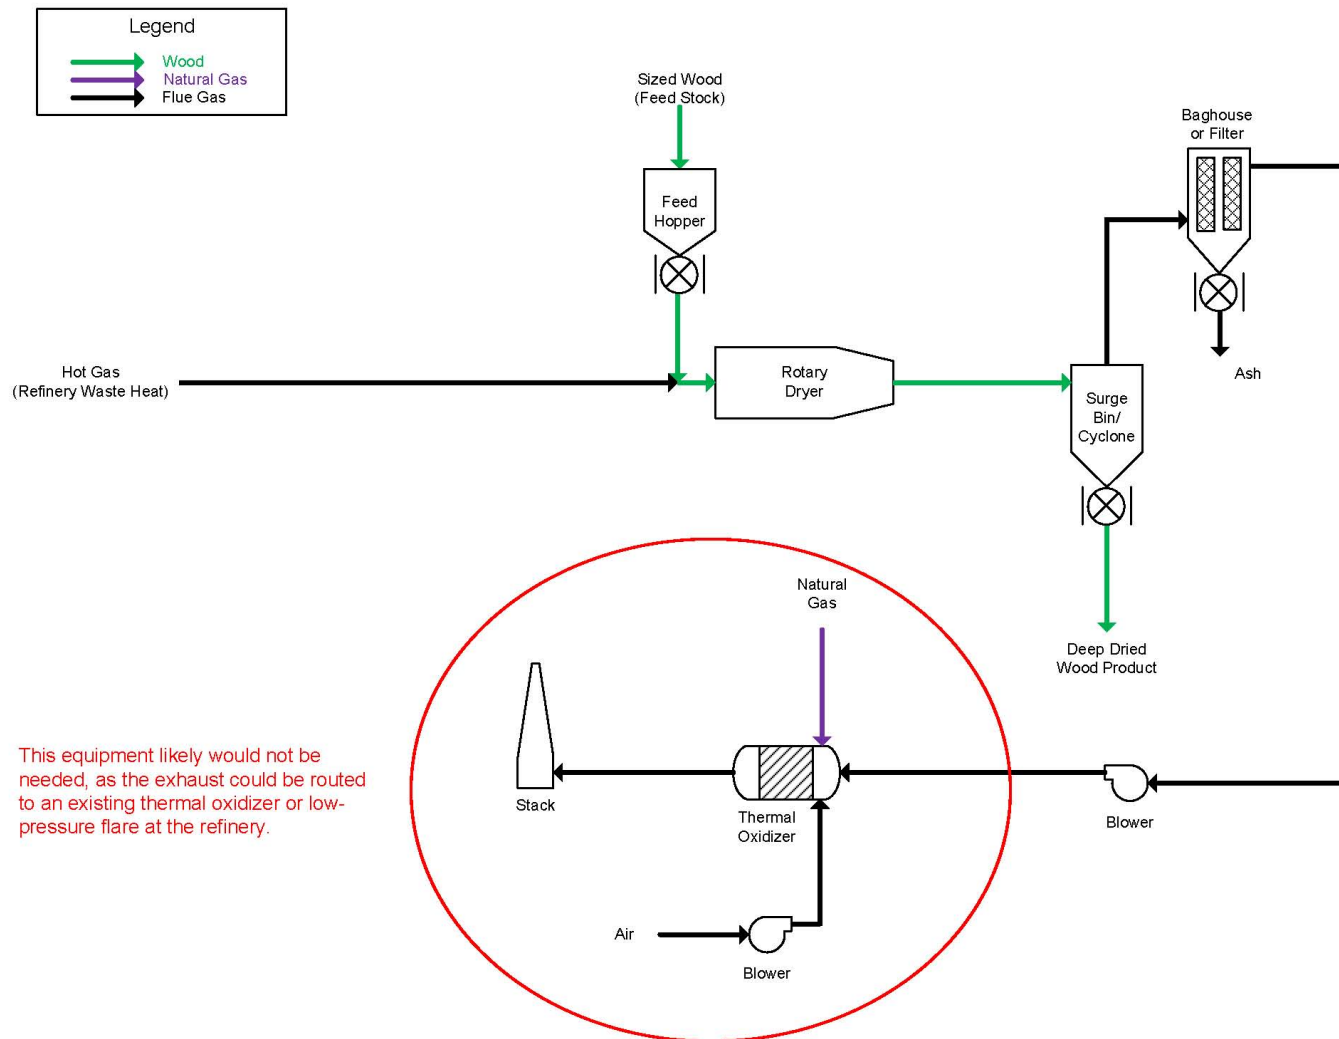 Legend
Wood
Natural Gas
Flue Gas
Sized Wood
(Feed Stock)
Baghouse
or Filter
Feed
Hopper
Hot Gas
(Refinery Waste Heat)
Rotary
Dryer
Surge
Bin/
Cyclone
Ash
Natural
Gas
Deep Dried
Wood Product
This equipment likely would not be
needed, as the exhaust could be routed
to an existing thermal oxidizer or low-
pressure flare at the refinery.
Stack
Thermal
Oxidizer
Blower
Air
Blower